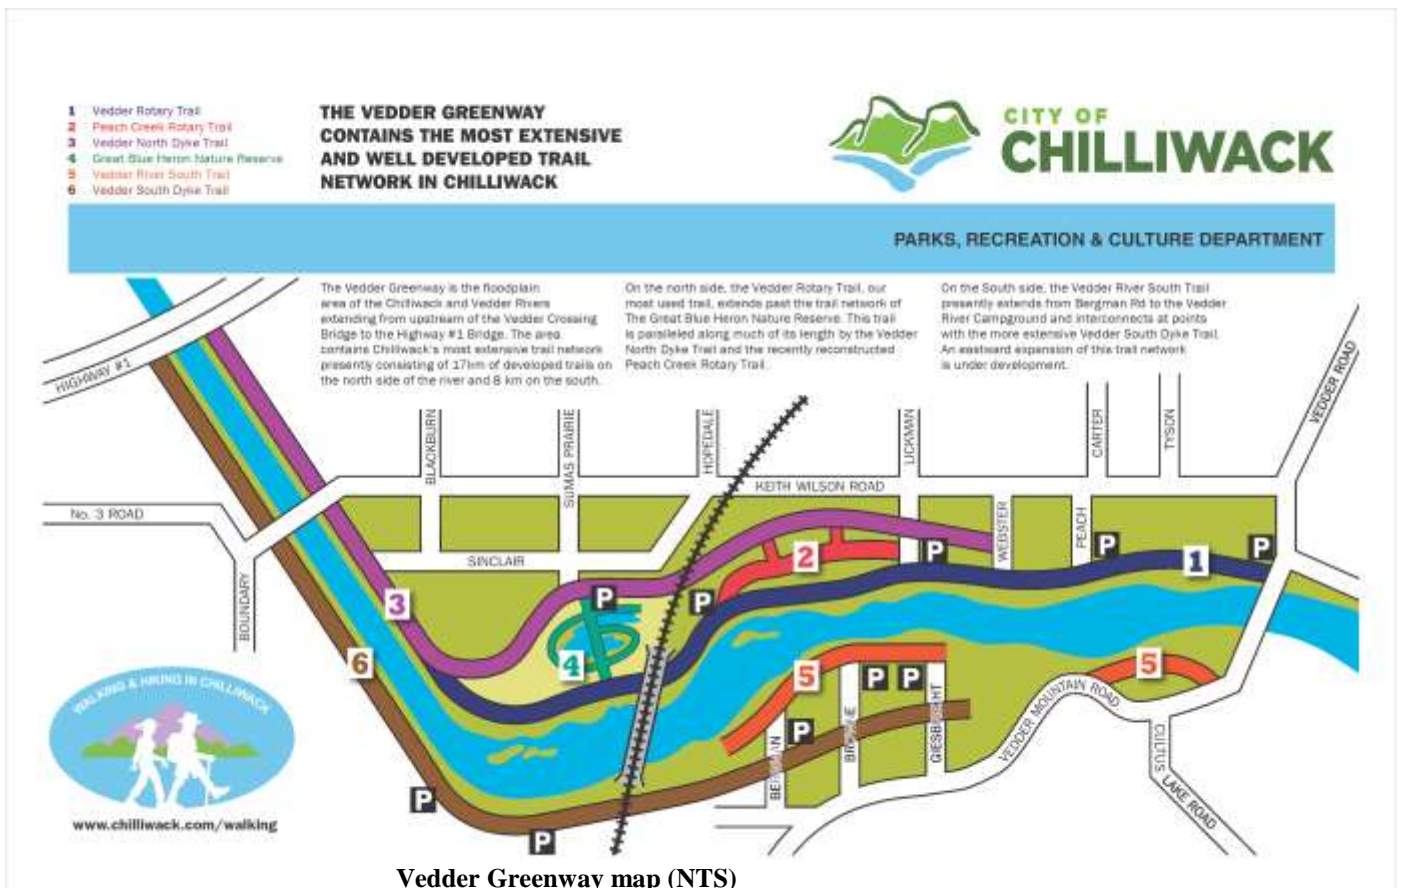 1 Vedder Rotary Trail
2 Peach Creek Rotary Trail
3 Vedder North Dyke Trail
4 Great Blue Heron Nature Reserve
5 Vedder River South Trail
6 Vedder South Dyke Trail
THE VEDDER GREENWAY
CONTAINS THE MOST EXTENSIVE
AND WELL DEVELOPED TRAIL
NETWORK IN CHILLIWACK
CITY OF
CHILLIWACK
PARKS, RECREATION & CULTURE DEPARTMENT
The Vedder Greenway is the floodplain
area of the Chilliwack and Vedder Rivers
extending from upstream of the Vedder Crossing
Bridge to the Highway #1 Bridge. The area
contains Chilliwack's most extensive trail network
presently consisting of 17km of developed trails on
the north side of the river and 8 km on the south.
On the north side, the Vedder Rotary Trail, our
most used trail, extends past the trail network of
The Great Blue Heron Nature Reserve. This trail
is paralleled along much of its length by the Vedder
North Dyke Trail and the recently reconstructed
Peach Creek Rotary Trail.
On the South side, the Vedder River South Trail
presently extends from Bergman Rd to the Vedder
River Campground and interconnects at points
with the more extensive Vedder South Dyke Trail.
An eastward expansion of this trail network
is under development.
HIGHWAY #1
VEDDER ROAD
BLACKBURN
SUMAS PRAIRIE
HOPEDALE
LICKMAN
CARTER
TYSON
KEITH WILSON ROAD
No. 3 ROAD
SINCLAIR
WEBSTER
PEACH
BOUNDARY
P
P
P
P
P
1
2
3
4
5
5
6
P
P
P
P
P
GIESBRECHT
VEDDER MOUNTAIN ROAD
CULTUS
LAKE ROAD
WALKING & HIKING IN CHILLIWACK
www.chilliwack.com/walking
Vedder Greenway map (NTS)